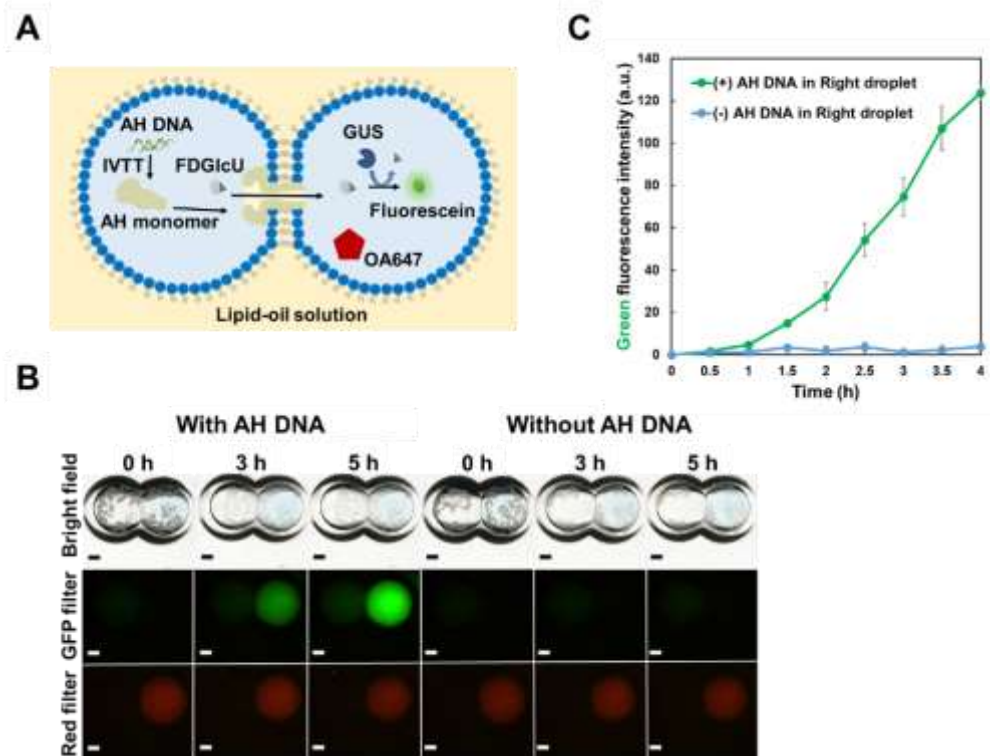 A
AH DNA
IVTT
FDGlcU
AH monomer
GUS
Fluorescein
OA647
Lipid-oil solution
C
Green fluorescence intensity (a.u.)
140
120
100
80
60
40
20
0
(+) AH DNA in Right droplet
(-) AH DNA in Right droplet
0 0.5 1 1.5 2 2.5 3 3.5 4
Time (h)
B
With AH DNA Without AH DNA
0 h 3 h 5 h 0 h 3 h 5 h
Bright field
GFP filter
Red filter